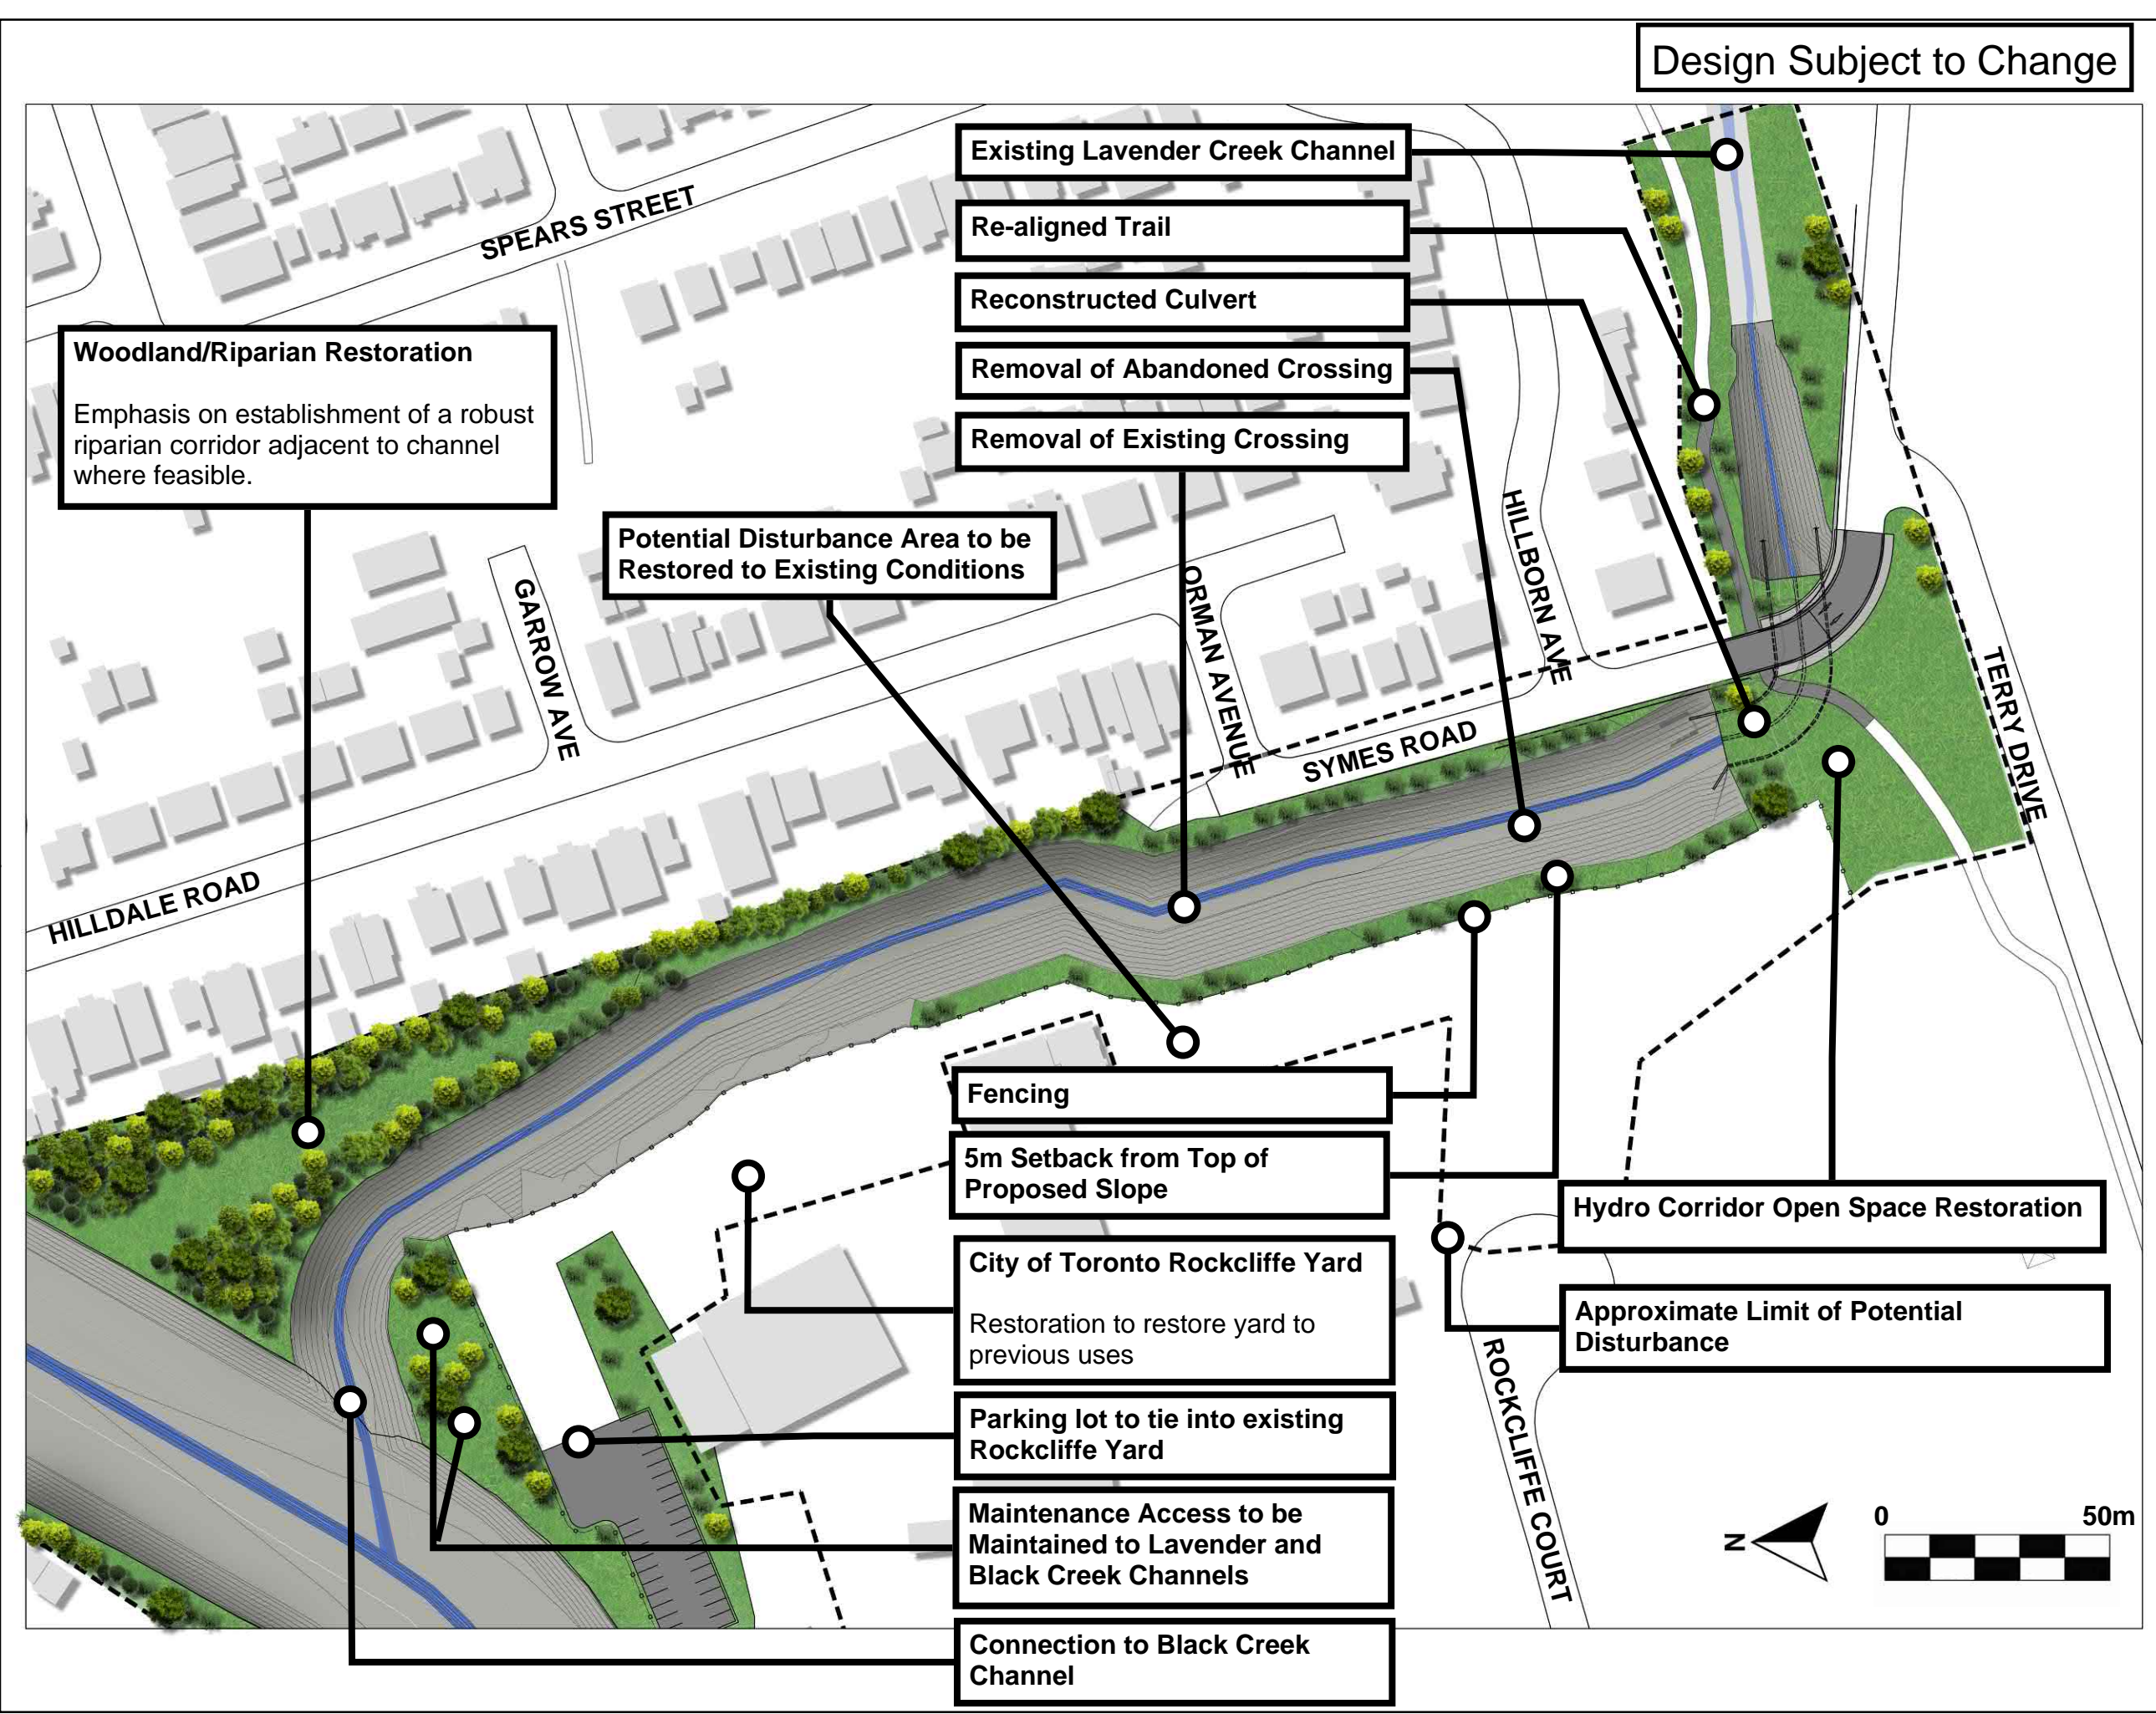 Design Subject to Change
Existing Lavender Creek Channel
Re-aligned Trail
Reconstructed Culvert
Removal of Abandoned Crossing
Removal of Existing Crossing
SPEARS STREET
Woodland/Riparian Restoration
Emphasis on establishment of a robust
riparian corridor adjacent to channel
where feasible.
Potential Disturbance Area to be
Restored to Existing Conditions
GARROW AVE
ORMAN AVENUE
HILLBORN AVE
SYMES ROAD
TERRY DRIVE
HILLDALE ROAD
Fencing
5m Setback from Top of
Proposed Slope
Hydro Corridor Open Space Restoration
City of Toronto Rockcliffe Yard
Restoration to restore yard to
previous uses
Approximate Limit of Potential
Disturbance
Parking lot to tie into existing
Rockcliffe Yard
ROCKCLIFFE COURT
Maintenance Access to be
Maintained to Lavender and
Black Creek Channels
N
0 50m
Connection to Black Creek
Channel